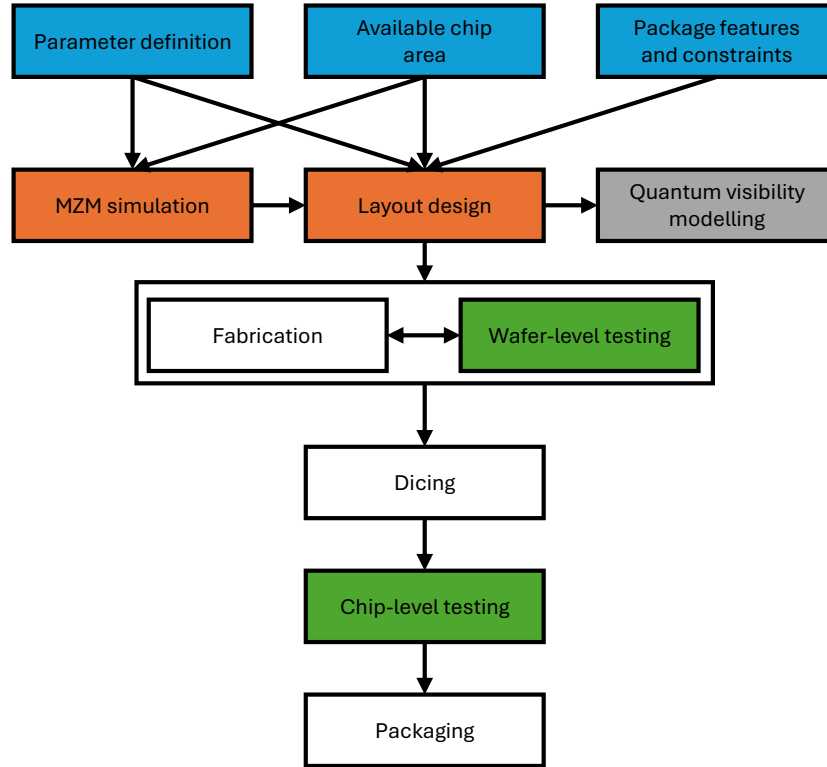 Parameter definition
Available chip
area
Package features
and constraints
MZM simulation
Layout design
Quantum visibility
modelling
Fabrication
Wafer-level testing
Dicing
Chip-level testing
Packaging